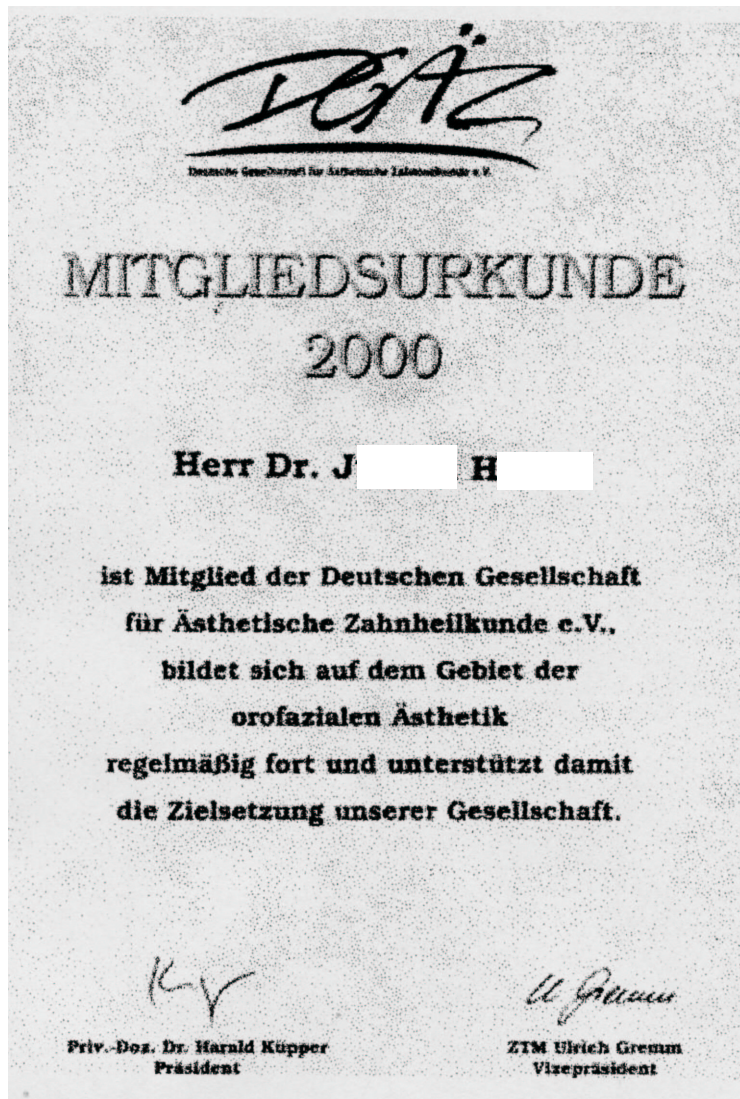 DGÄZ
Deutsche Gesellschaft für Ästhetische Zahnheilkunde e.V.
MITGLIEDSURKUNDE
2000
Herr Dr. J H
ist Mitglied der Deutschen Gesellschaft
für Ästhetische Zahnheilkunde e.V.,
bildet sich auf dem Gebiet der
orofazialen Ästhetik
regelmäßig fort und unterstützt damit
die Zielsetzung unserer Gesellschaft.
U Gremm
Priv.-Doz. Dr. Harald Küpper
Präsident
ZTM Ulrich Gremm
Vizepräsident